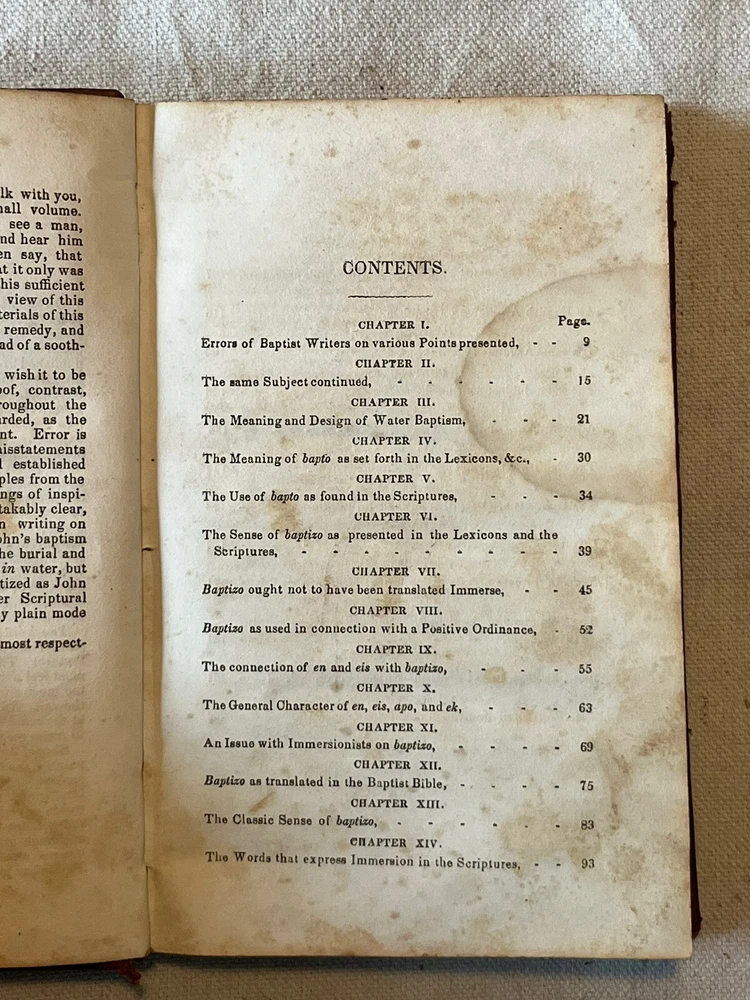 lk with you,
all volume.
see a man,
nd hear him
en say, that
t it only was
his sufficient
view of this
terials of this
remedy, and
ad of a sooth-
wish it to be
oof, contrast,
roughout the
arded, as the
nt. Error is
isstatements
l established
ples from the
ngs of inspi-
takably clear,
n writing on
ohn's baptism
he burial and
in water, but
tized as John
er Scriptural
y plain mode
most respect-
CONTENTS.
CHAPTER I. Page.
Errors of Baptist Writers on various Points presented, - - 9
CHAPTER II.
The same Subject continued, - - - - - - 15
CHAPTER III.
The Meaning and Design of Water Baptism, - - - 21
CHAPTER IV.
The Meaning of bapto as set forth in the Lexicons, &c., - 30
CHAPTER V.
The Use of bapto as found in the Scriptures, - - - 34
CHAPTER VI.
The Sense of baptizo as presented in the Lexicons and the
Scriptures, - - - - - - - - - 39
CHAPTER VII.
Baptizo ought not to have been translated Immerse, - - 45
CHAPTER VIII.
Baptizo as used in connection with a Positive Ordinance, - 52
CHAPTER IX.
The connection of en and eis with baptizo, - - - 55
CHAPTER X.
The General Character of en, eis, apo, and ek, - - - 63
CHAPTER XI.
An Issue with Immersionists on baptizo, - - - - 69
CHAPTER XII.
Baptizo as translated in the Baptist Bible, - - - - 75
CHAPTER XIII.
The Classic Sense of baptizo, - - - - - - 83
CHAPTER XIV.
The Words that express Immersion in the Scriptures, - - 93